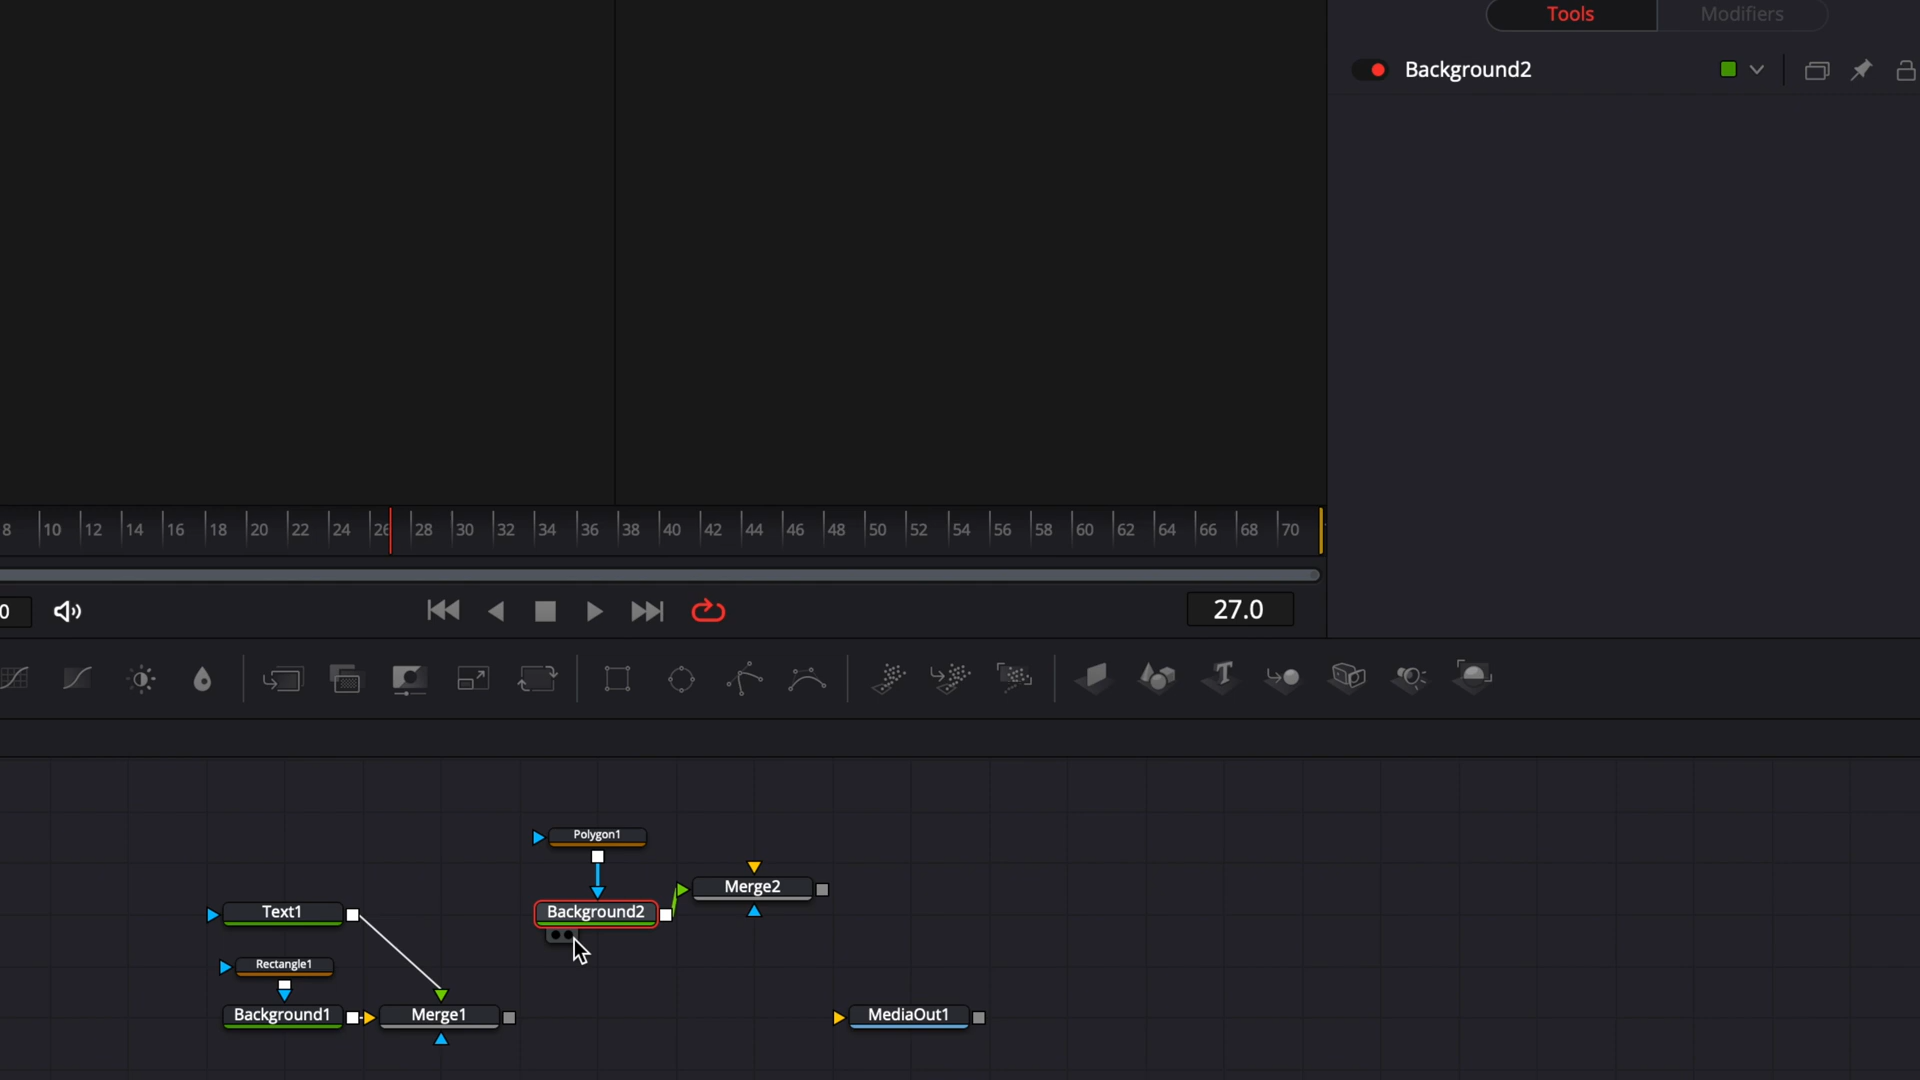 Tools
Modifiers
Background2
8 10 12 14 16 18 20 22 24 26 28 30 32 34 36 38 40 42 44 46 48 50 52 54 56 58 60 62 64 66 68 70
0
27.0
Polygon1
Merge2
Text1
Background2
Rectangle1
Background1
Merge1
MediaOut1